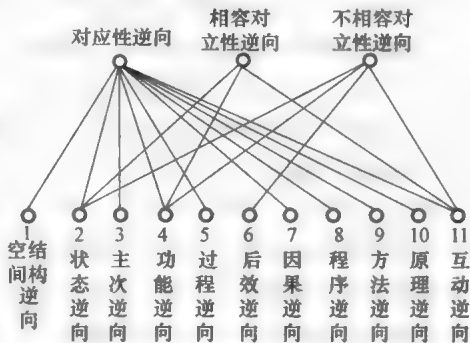 对应性逆向
相容对
立性逆向
不相容对
立性逆向
1
空间结构逆向
2
状态逆向
3
主次逆向
4
功能逆向
5
过程逆向
6
后效逆向
7
因果逆向
8
程序逆向
9
方法逆向
10
原理逆向
11
互动逆向